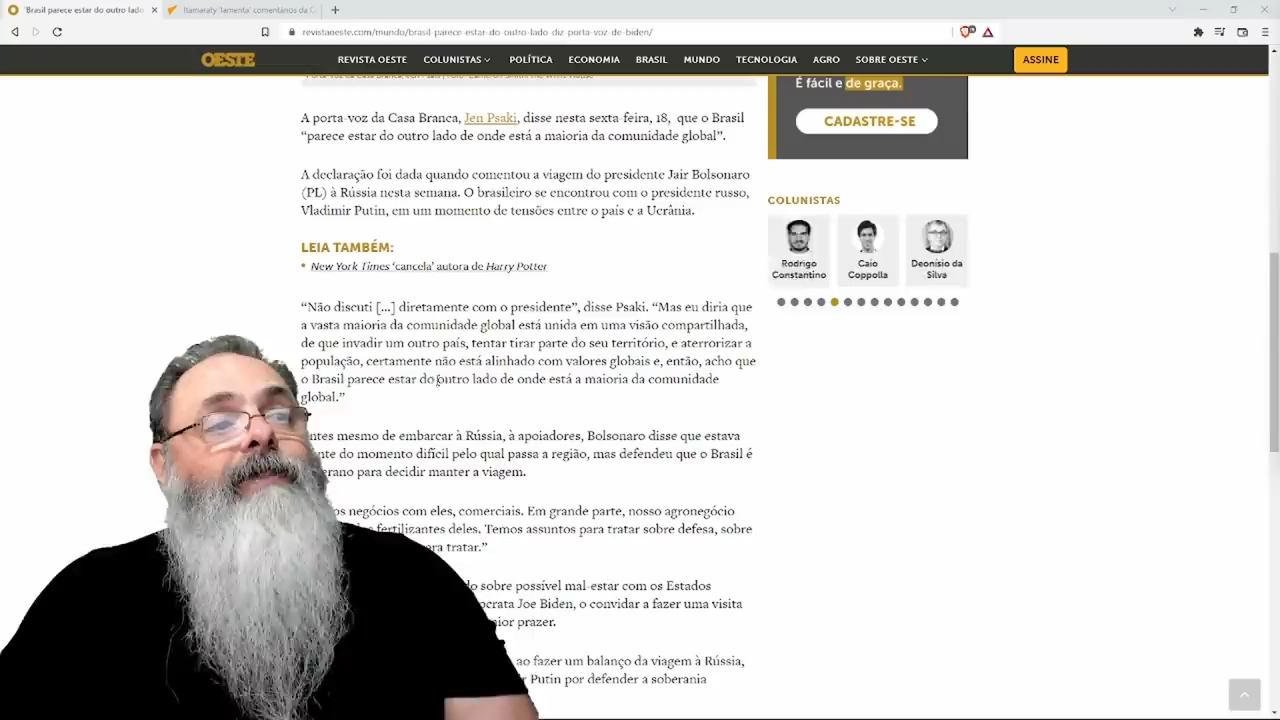 'Brasil parece estar do outro lado
Itamaraty 'lamenta' comentários da C
revistaoeste.com/mundo/brasil-parece-estar-do-outro-lado-diz-porta-voz-de-biden/
OESTE
REVISTA OESTE
COLUNISTAS
POLÍTICA
ECONOMIA
BRASIL
MUNDO
TECNOLOGIA
AGRO
SOBRE OESTE
ASSINE
A porta-voz da Casa Branca, Jen Psaki, disse nesta sexta-feira, 18, que o Brasil
“parece estar do outro lado de onde está a maioria da comunidade global”.
A declaração foi dada quando comentou a viagem do presidente Jair Bolsonaro
(PL) à Rússia nesta semana. O brasileiro se encontrou com o presidente russo,
Vladimir Putin, em um momento de tensões entre o país e a Ucrânia.
LEIA TAMBÉM:
• New York Times ‘cancela’ autora de Harry Potter
“Não discuti [...] diretamente com o presidente”, disse Psaki. “Mas eu diria que
a vasta maioria da comunidade global está unida em uma visão compartilhada,
de que invadir um outro país, tentar tirar parte do seu território, e aterrorizar a
população, certamente não está alinhado com valores globais e, então, acho que
o Brasil parece estar do outro lado de onde está a maioria da comunidade
global.”
ntes mesmo de embarcar à Rússia, à apoiadores, Bolsonaro disse que estava
nte do momento difícil pelo qual passa a região, mas defendeu que o Brasil é
erano para decidir manter a viagem.
os negócios com eles, comerciais. Em grande parte, nosso agronegócio
fertilizantes deles. Temos assuntos para tratar sobre defesa, sobre
ara tratar.”
do sobre possível mal-estar com os Estados
ocrata Joe Biden, o convidar a fazer uma visita
ior prazer.
ao fazer um balanço da viagem à Rússia,
r Putin por defender a soberania
É fácil e de graça.
CADASTRE-SE
COLUNISTAS
Rodrigo
Constantino
Caio
Coppolla
Deonísio da
Silva